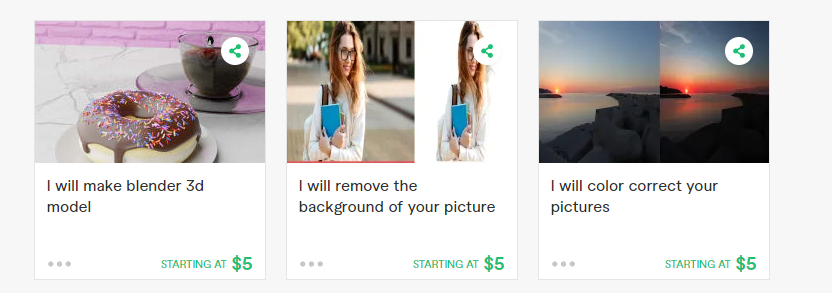 I will make blender 3d
model
STARTING AT $5
I will remove the
background of your picture
STARTING AT $5
I will color correct your
pictures
STARTING AT $5